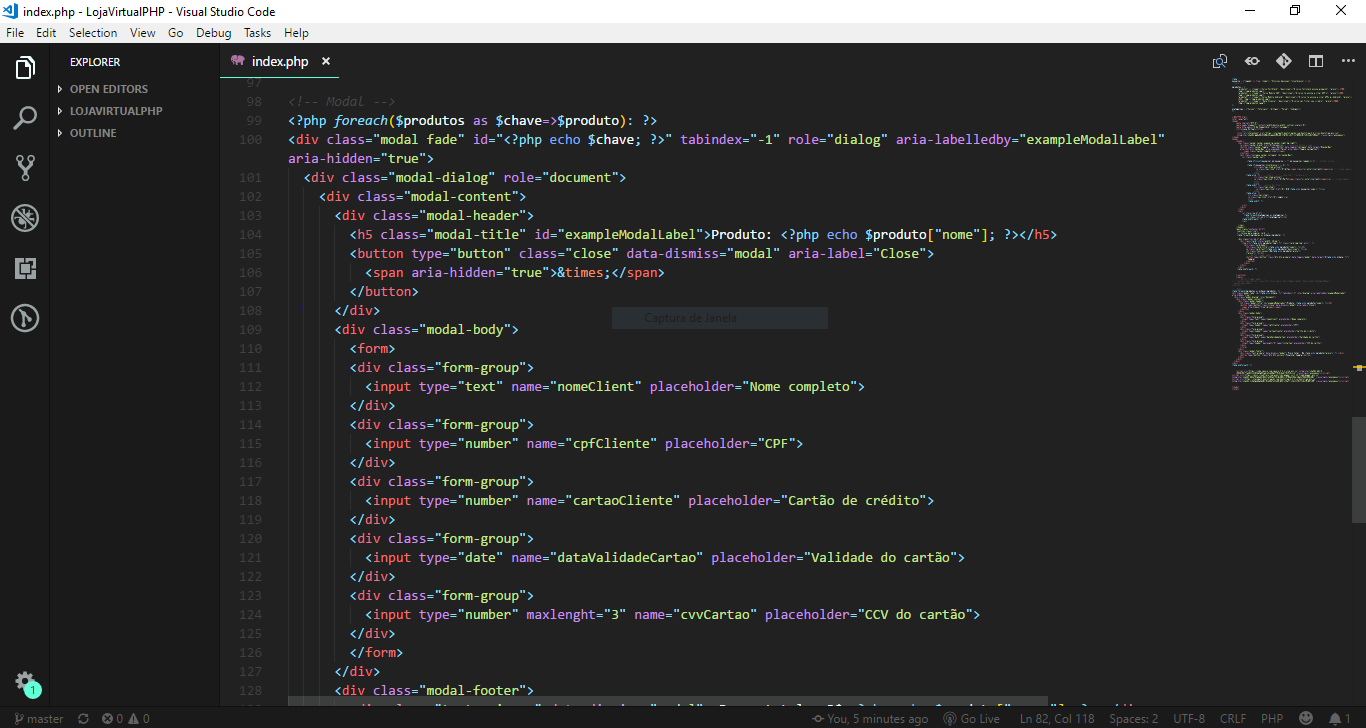 index.php - LojaVirtualPHP - Visual Studio Code
File Edit Selection View Go Debug Tasks Help
EXPLORER
OPEN EDITORS
LOJAVIRTUALPHP
OUTLINE
index.php ×
97
98 <!-- Modal -->
99 <?php foreach($produtos as $chave=>$produto): ?>
100 <div class="modal fade" id="<?php echo $chave; ?>" tabindex="-1" role="dialog" aria-labelledby="exampleModalLabel"
aria-hidden="true">
101 <div class="modal-dialog" role="document">
102 <div class="modal-content">
103 <div class="modal-header">
104 <h5 class="modal-title" id="exampleModalLabel">Produto: <?php echo $produto["nome"]; ?></h5>
105 <button type="button" class="close" data-dismiss="modal" aria-label="Close">
106 <span aria-hidden="true">&times;</span>
107 </button>
108 </div>
Captura de Janela
109 <div class="modal-body">
110 <form>
111 <div class="form-group">
112 <input type="text" name="nomeClient" placeholder="Nome completo">
113 </div>
114 <div class="form-group">
115 <input type="number" name="cpfCliente" placeholder="CPF">
116 </div>
117 <div class="form-group">
118 <input type="number" name="cartaoCliente" placeholder="Cartão de crédito">
119 </div>
120 <div class="form-group">
121 <input type="date" name="dataValidadeCartao" placeholder="Validade do cartão">
122 </div>
123 <div class="form-group">
124 <input type="number" maxlenght="3" name="cvvCartao" placeholder="CCV do cartão">
125 </div>
126 </form>
127 </div>
128 <div class="modal-footer">
1
master 0 0 You, 5 minutes ago Go Live Ln 82, Col 118 Spaces: 2 UTF-8 CRLF PHP 1